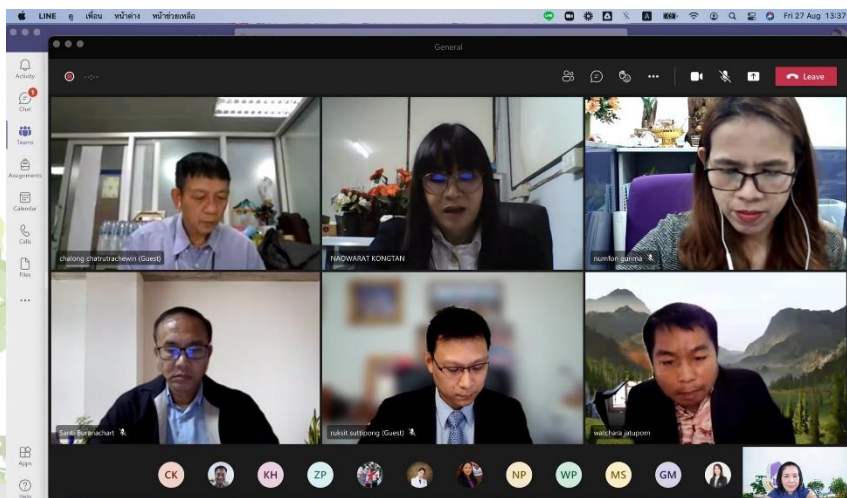 LINE ดู เพื่อน หน้าต่าง หน้าช่วยเหลือ
Fri 27 Aug 13:37
General
Activity
--:--
Leave
1
Chat
Teams
Assignments
Calendar
Calls
Files
chalong chatrutrachewin (Guest)
NAOWARAT KONGTAN
numfon gunma
Santi Buranachart
ruksit suttipong (Guest)
watchara jatuporn
Apps
CK
KH
ZP
NP
WP
MS
GM
Help